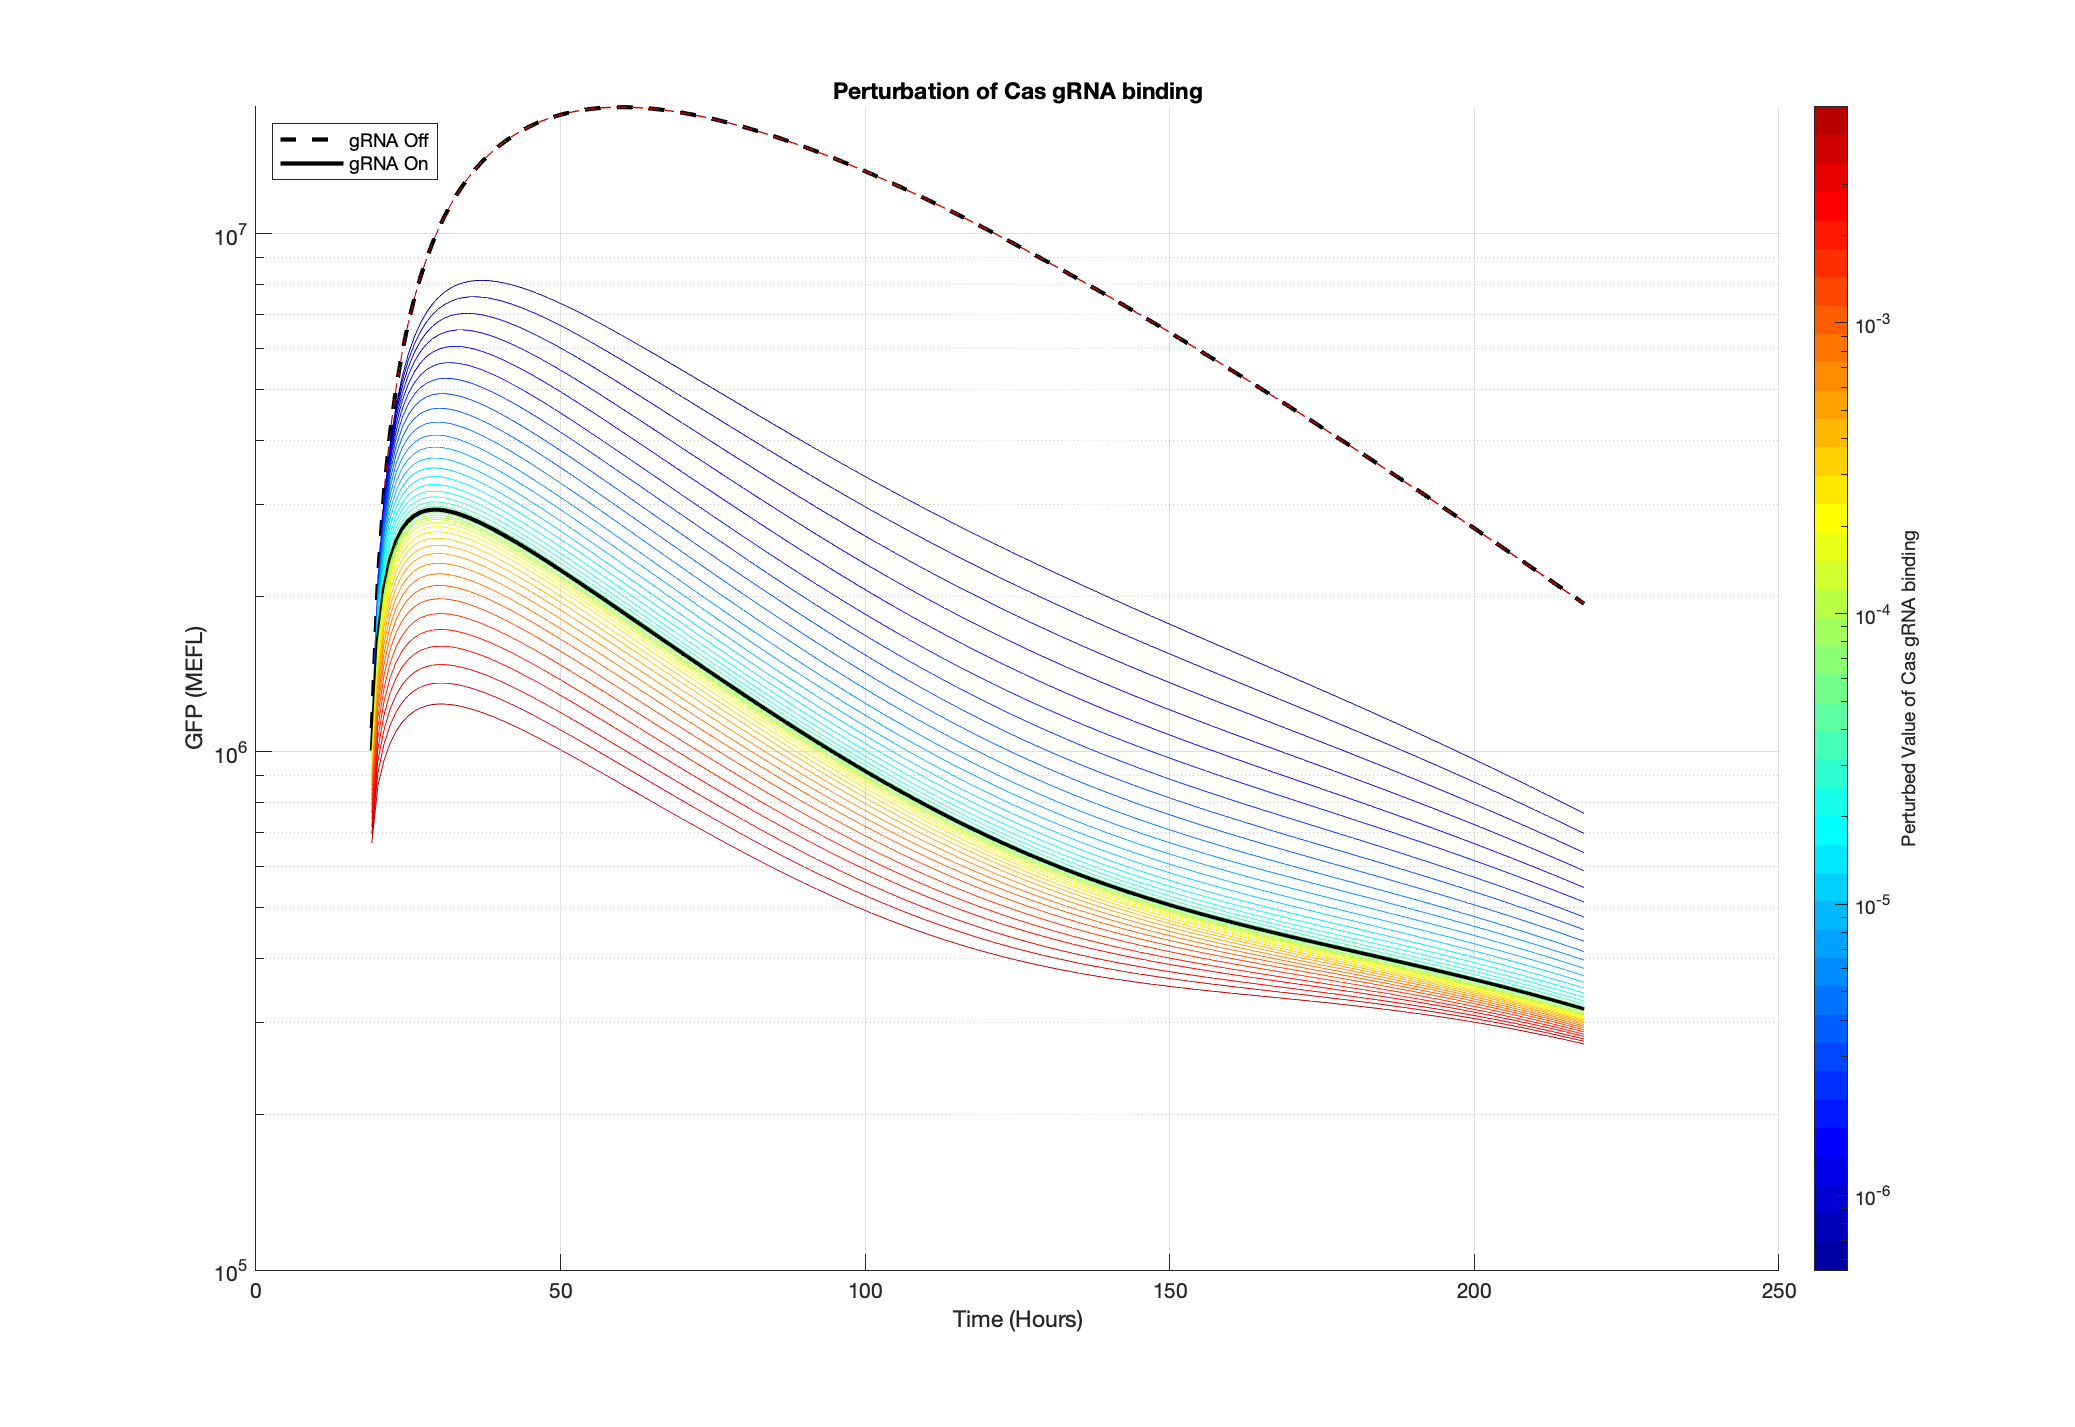 Perturbation of Cas gRNA binding
gRNA Off
gRNA On
10^7
10^6
10^5
GFP (MEFL)
0 50 100 150 200 250
Time (Hours)
10^-3
10^-4
10^-5
10^-6
Perturbed Value of Cas gRNA binding